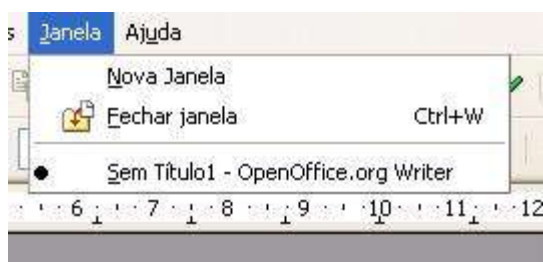 s Janela Ajuda
Nova Janela
Fechar janela Ctrl+W
Sem Título1 - OpenOffice.org Writer
6 7 8 9 10 11 12